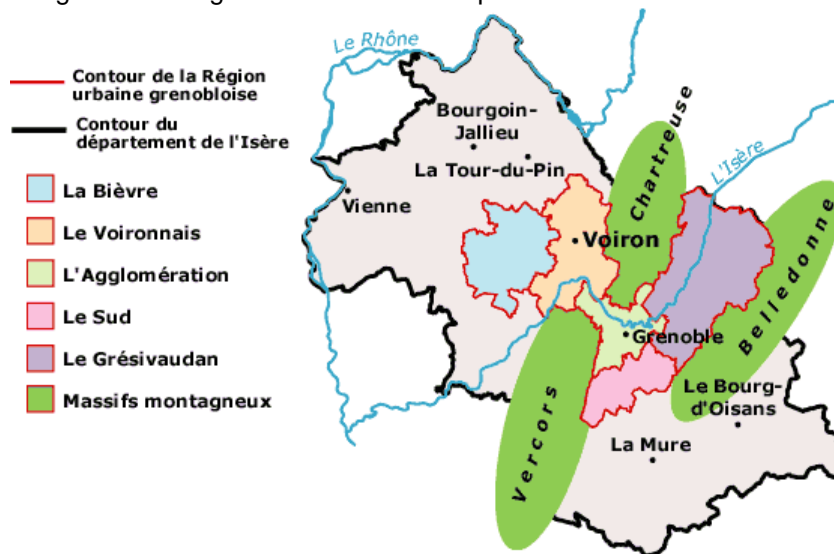 Le Rhône
Contour de la Région
urbaine grenobloise
Contour du
département de l'Isère
La Bièvre
Le Voironnais
L'Agglomération
Le Sud
Le Grésivaudan
Massifs montagneux
Bourgoin-
Jallieu
La Tour-du-Pin
Vienne
Chartreuse
L'Isère
Voiron
Belledonne
Grenoble
Le Bourg-
d'Oisans
La Mure
Vercors